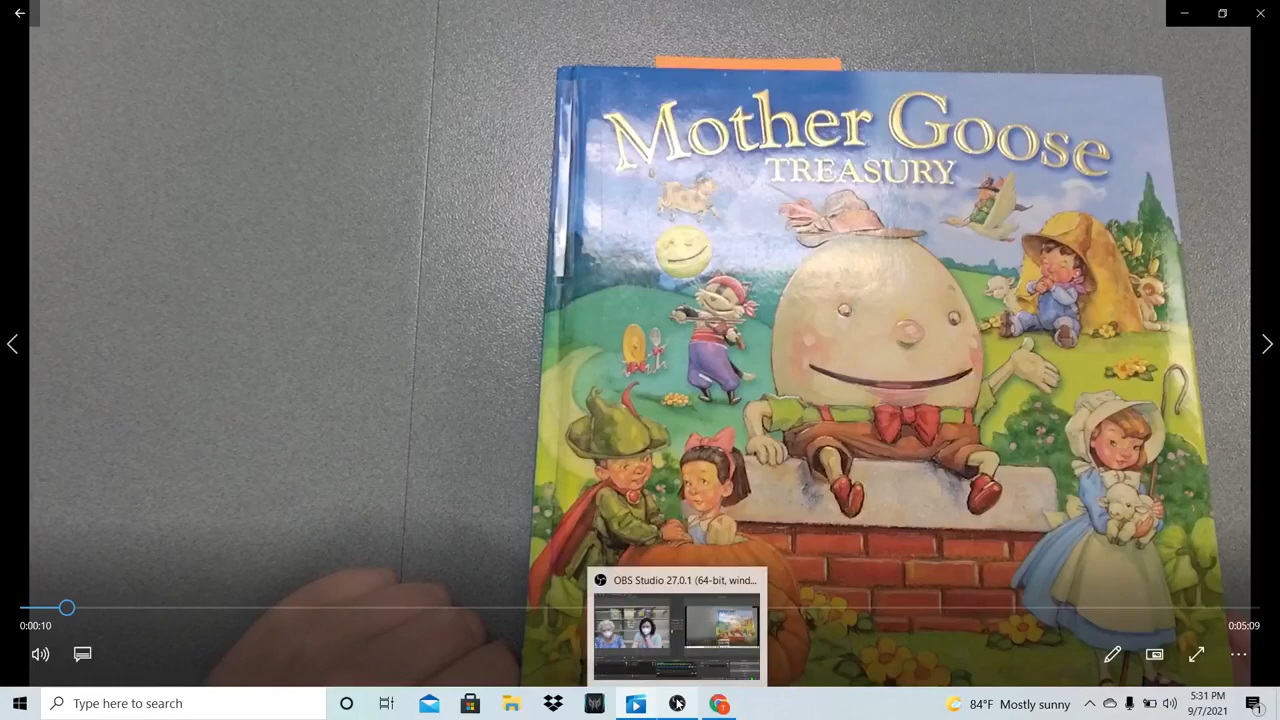 Mother Goose
TREASURY
OBS Studio 27.0.1 (64-bit, wind...
0:00:10
0:05:09
Type here to search
84°F Mostly sunny
5:31 PM
9/7/2021
1